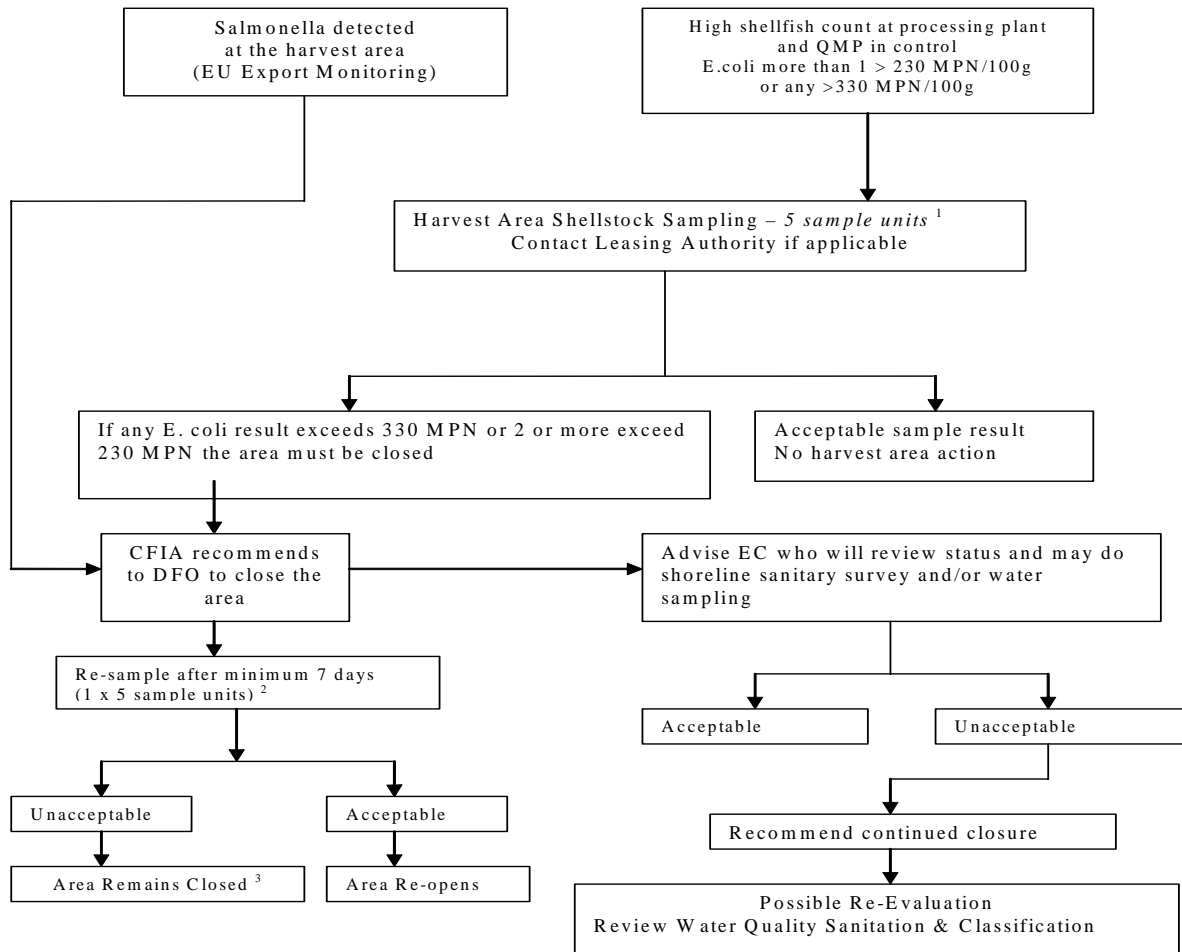 Salmonella detected
at the harvest area
(EU Export Monitoring)
High shellfish count at processing plant
and QMP in control
E.coli more than 1 > 230 MPN/100g
or any >330 MPN/100g
Harvest Area Shellstock Sampling – 5 sample units 1
Contact Leasing Authority if applicable
If any E. coli result exceeds 330 MPN or 2 or more exceed
230 MPN the area must be closed
Acceptable sample result
No harvest area action
CFIA recommends
to DFO to close the
area
Advise EC who will review status and may do
shoreline sanitary survey and/or water
sampling
Re-sample after minimum 7 days
(1 x 5 sample units) 2
Acceptable
Unacceptable
Unacceptable
Acceptable
Recommend continued closure
Area Remains Closed 3
Area Re-opens
Possible Re-Evaluation
Review Water Quality Sanitation & Classification